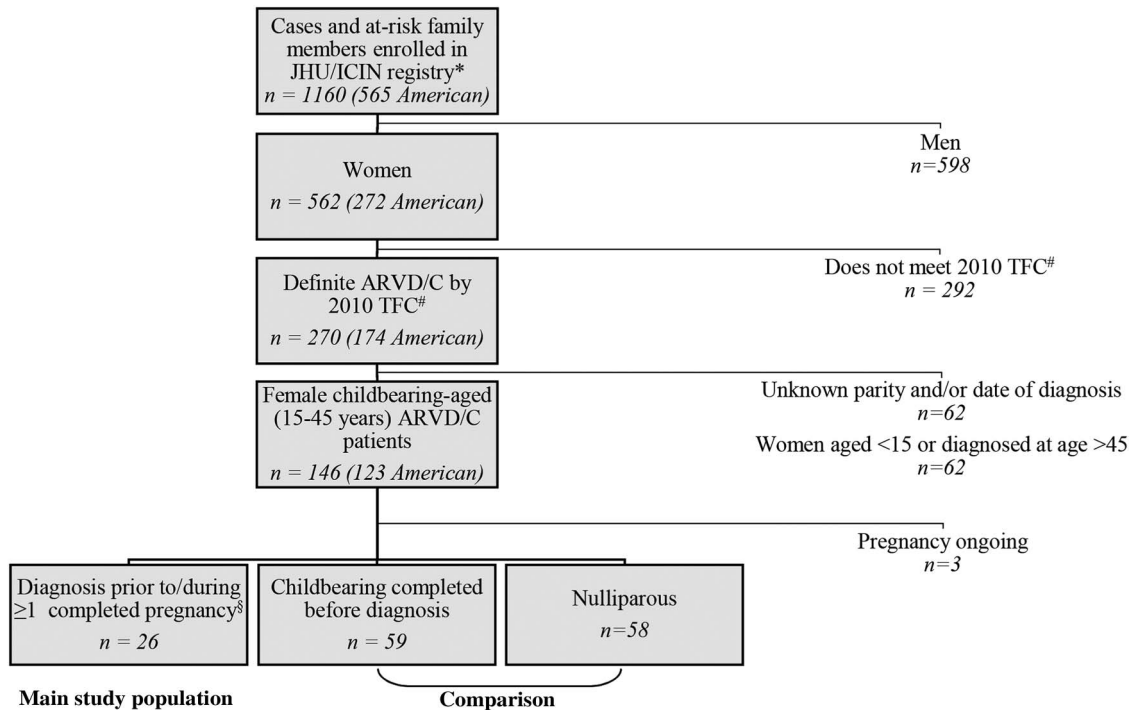 Cases and at-risk family
members enrolled in
JHU/ICIN registry*
n = 1160 (565 American)
Men
n=598
Women
n = 562 (272 American)
Does not meet 2010 TFC#
n = 292
Definite ARVD/C by
2010 TFC#
n = 270 (174 American)
Unknown parity and/or date of diagnosis
n=62
Women aged <15 or diagnosed at age >45
n=62
Female childbearing-aged
(15-45 years) ARVD/C
patients
n = 146 (123 American)
Pregnancy ongoing
n=3
Diagnosis prior to/during
≥1 completed pregnancy§
n = 26
Childbearing completed
before diagnosis
n = 59
Nulliparous
n=58
Main study population
Comparison